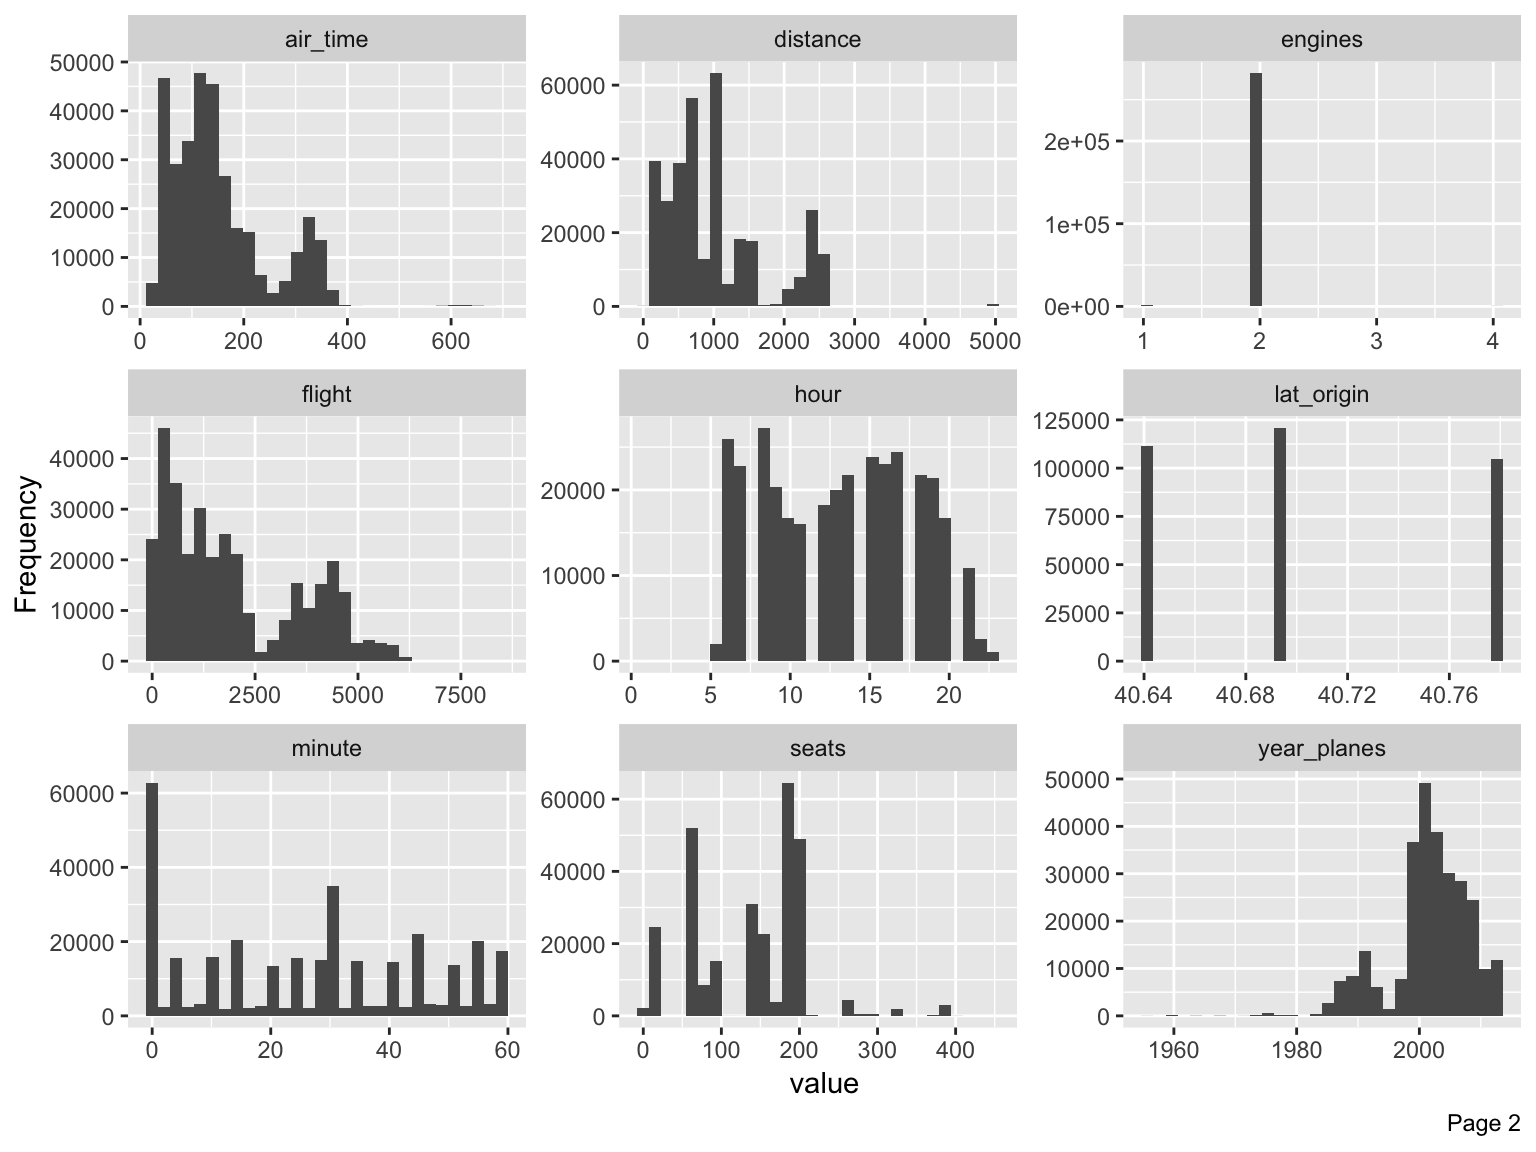 air_time
distance
engines
50000
40000
30000
20000
10000
0
0 200 400 600
60000
40000
20000
0
0 1000 2000 3000 4000 5000
2e+05
1e+05
0e+00
1 2 3 4
flight
hour
lat_origin
Frequency
40000
30000
20000
10000
0
0 2500 5000 7500
20000
10000
0
0 5 10 15 20
125000
100000
75000
50000
25000
0
40.64 40.68 40.72 40.76
minute
seats
year_planes
60000
40000
20000
0
0 20 40 60
60000
40000
20000
0
0 100 200 300 400
50000
40000
30000
20000
10000
0
1960 1980 2000
value
Page 2